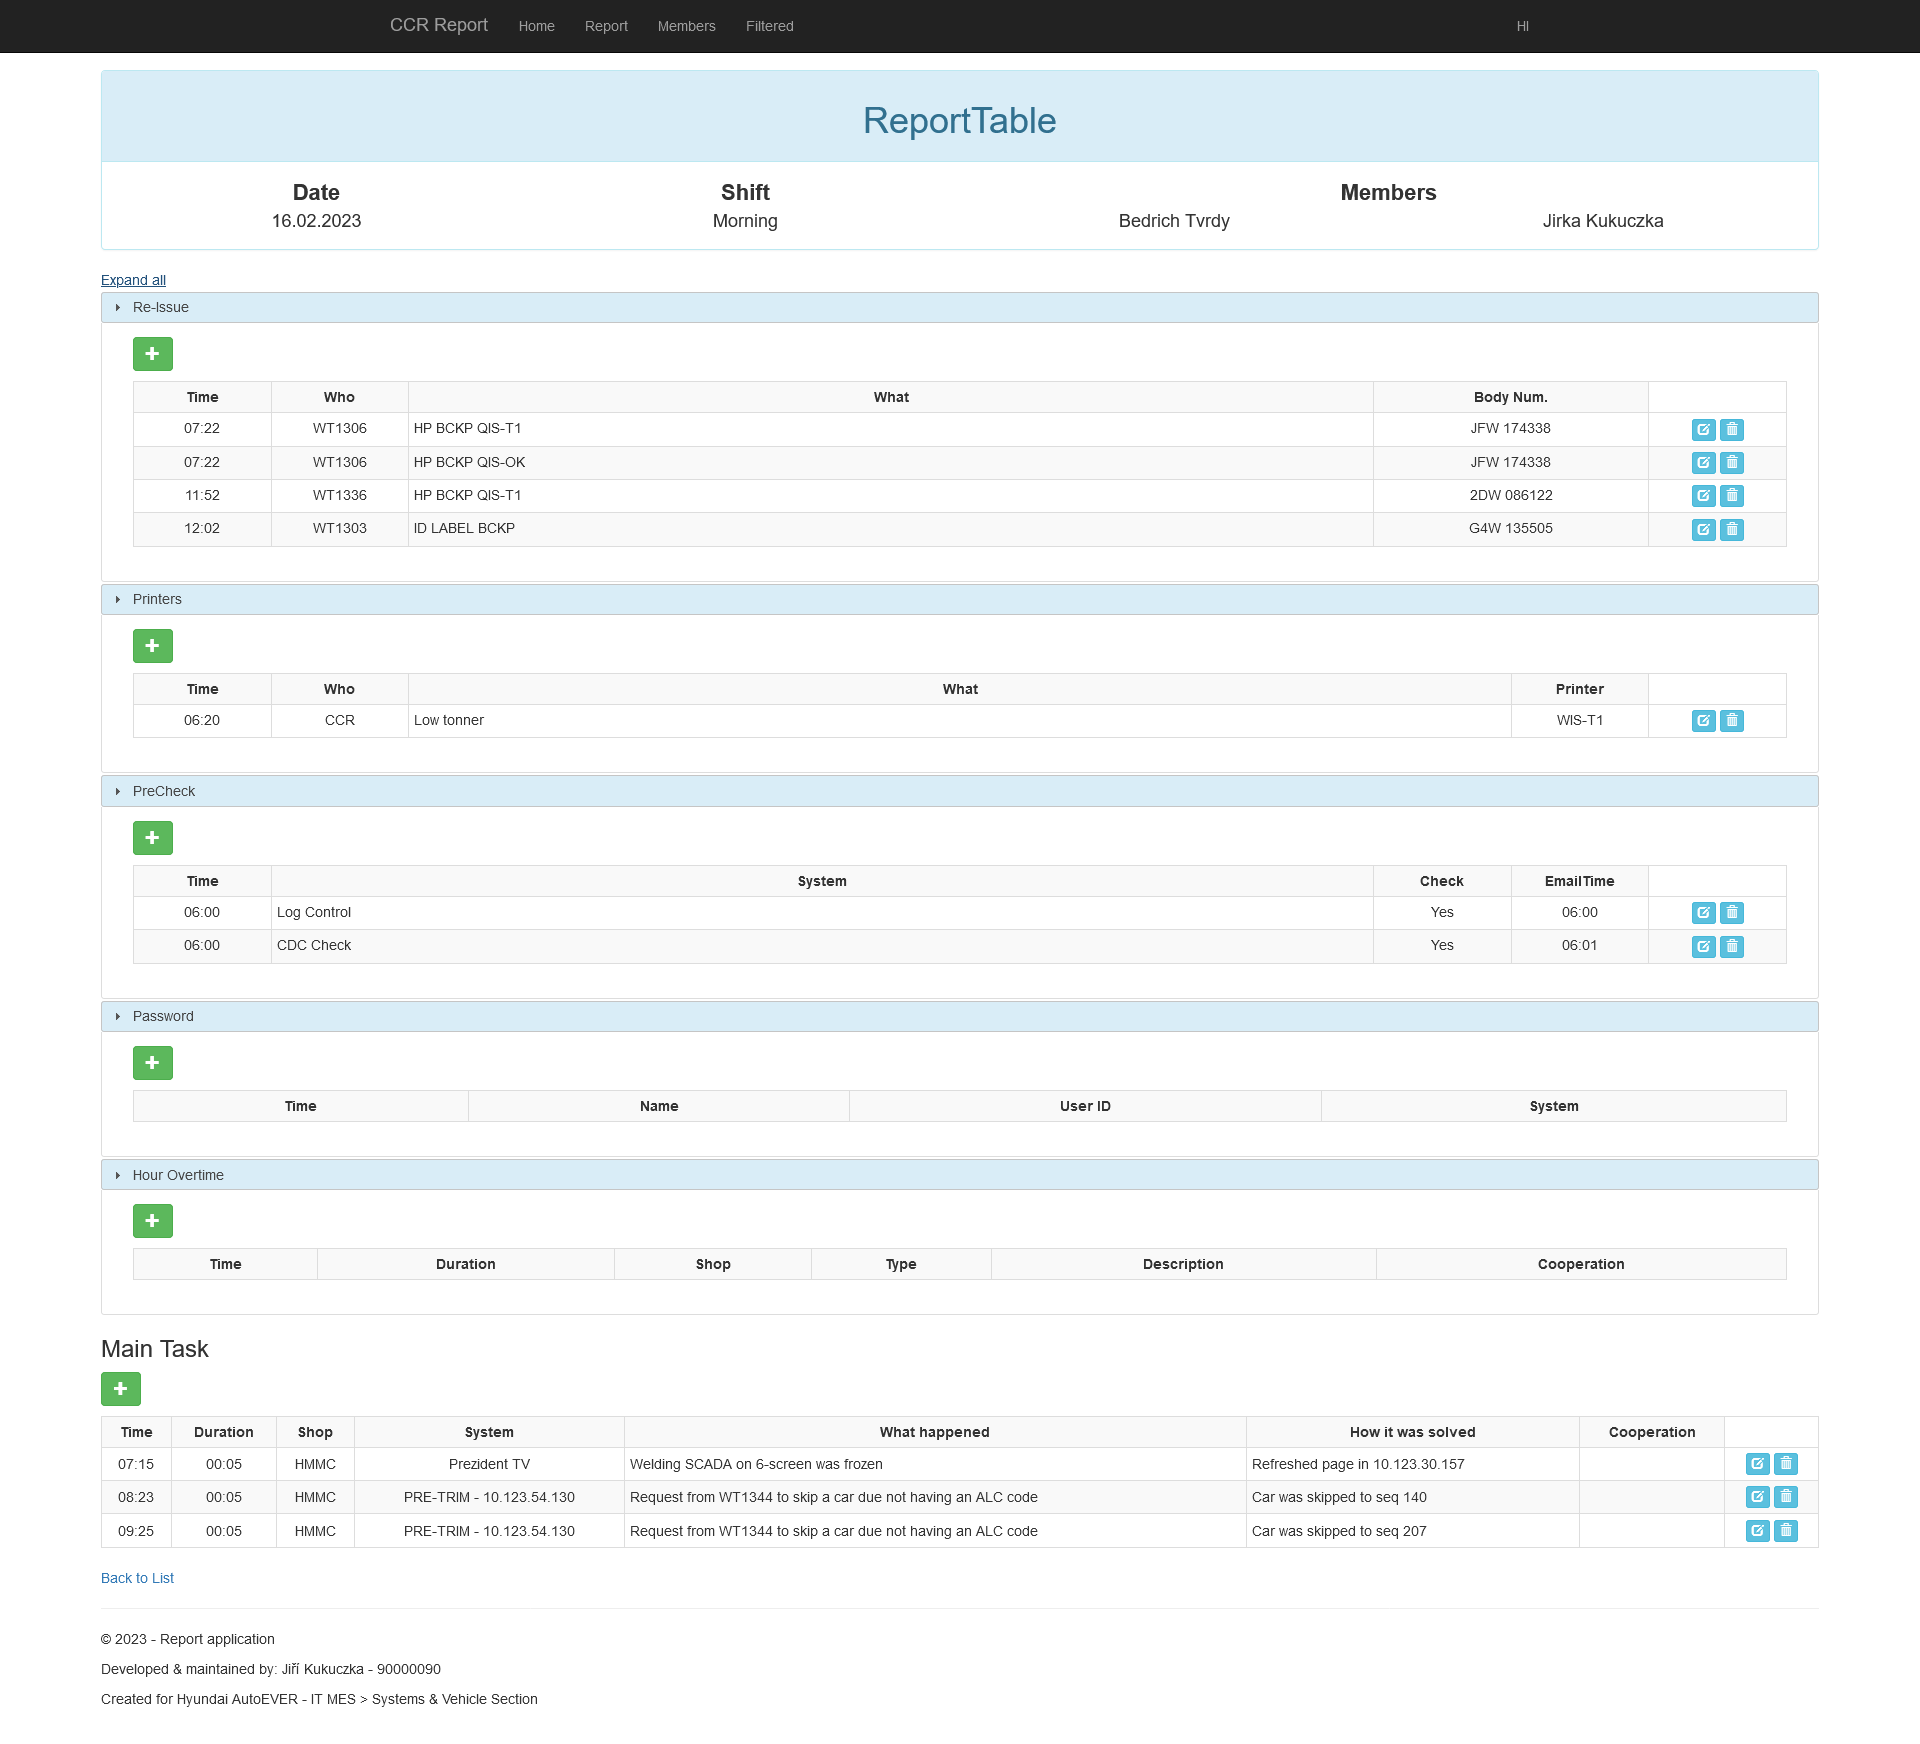 CCR Report Home Report Members Filtered HI
ReportTable
Date Shift Members
16.02.2023 Morning Bedrich Tvrdy Jirka Kukuczka
Expand all
Re-Issue
Time Who What Body Num.
07:22 WT1306 HP BCKP QIS-T1 JFW 174338
07:22 WT1306 HP BCKP QIS-OK JFW 174338
11:52 WT1336 HP BCKP QIS-T1 2DW 086122
12:02 WT1303 ID LABEL BCKP G4W 135505
Printers
Time Who What Printer
06:20 CCR Low tonner WIS-T1
PreCheck
Time System Check EmailTime
06:00 Log Control Yes 06:00
06:00 CDC Check Yes 06:01
Password
Time Name User ID System
Hour Overtime
Time Duration Shop Type Description Cooperation
Main Task
Time Duration Shop System What happened How it was solved Cooperation
07:15 00:05 HMMC Prezident TV Welding SCADA on 6-screen was frozen Refreshed page in 10.123.30.157
08:23 00:05 HMMC PRE-TRIM - 10.123.54.130 Request from WT1344 to skip a car due not having an ALC code Car was skipped to seq 140
09:25 00:05 HMMC PRE-TRIM - 10.123.54.130 Request from WT1344 to skip a car due not having an ALC code Car was skipped to seq 207
Back to List
© 2023 - Report application
Developed & maintained by: Jiří Kukuczka - 90000090
Created for Hyundai AutoEVER - IT MES > Systems & Vehicle Section